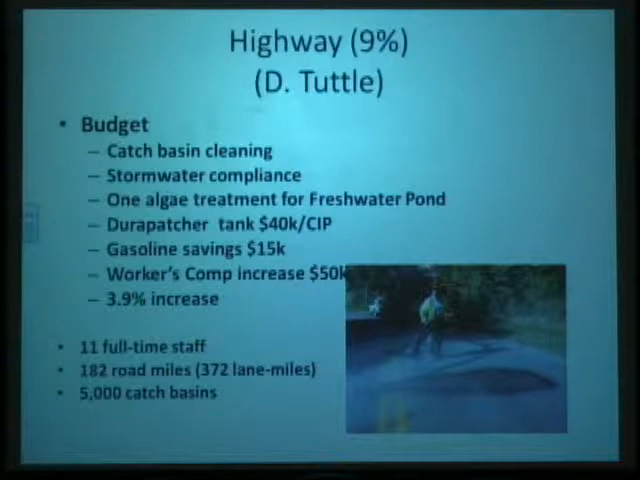 Highway (9%)
(D. Tuttle)
• Budget
– Catch basin cleaning
– Stormwater compliance
– One algae treatment for Freshwater Pond
– Durapatcher tank $40k/CIP
– Gasoline savings $15k
– Worker's Comp increase $50k
– 3.9% increase
• 11 full-time staff
• 182 road miles (372 lane-miles)
• 5,000 catch basins